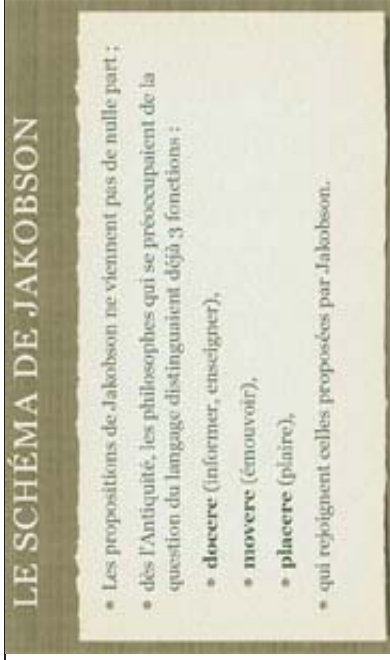 LE SCHÉMA DE JAKOBSON
• Les propositions de Jakobson ne viennent pas de nulle part ;
• dès l'Antiquité, les philosophes qui se préoccupaient de la
question du langage distinguaient déjà 3 fonctions :
• docere (informer, enseigner),
• movere (émouvoir),
• placere (plaire),
• qui rejoignent celles proposées par Jakobson.